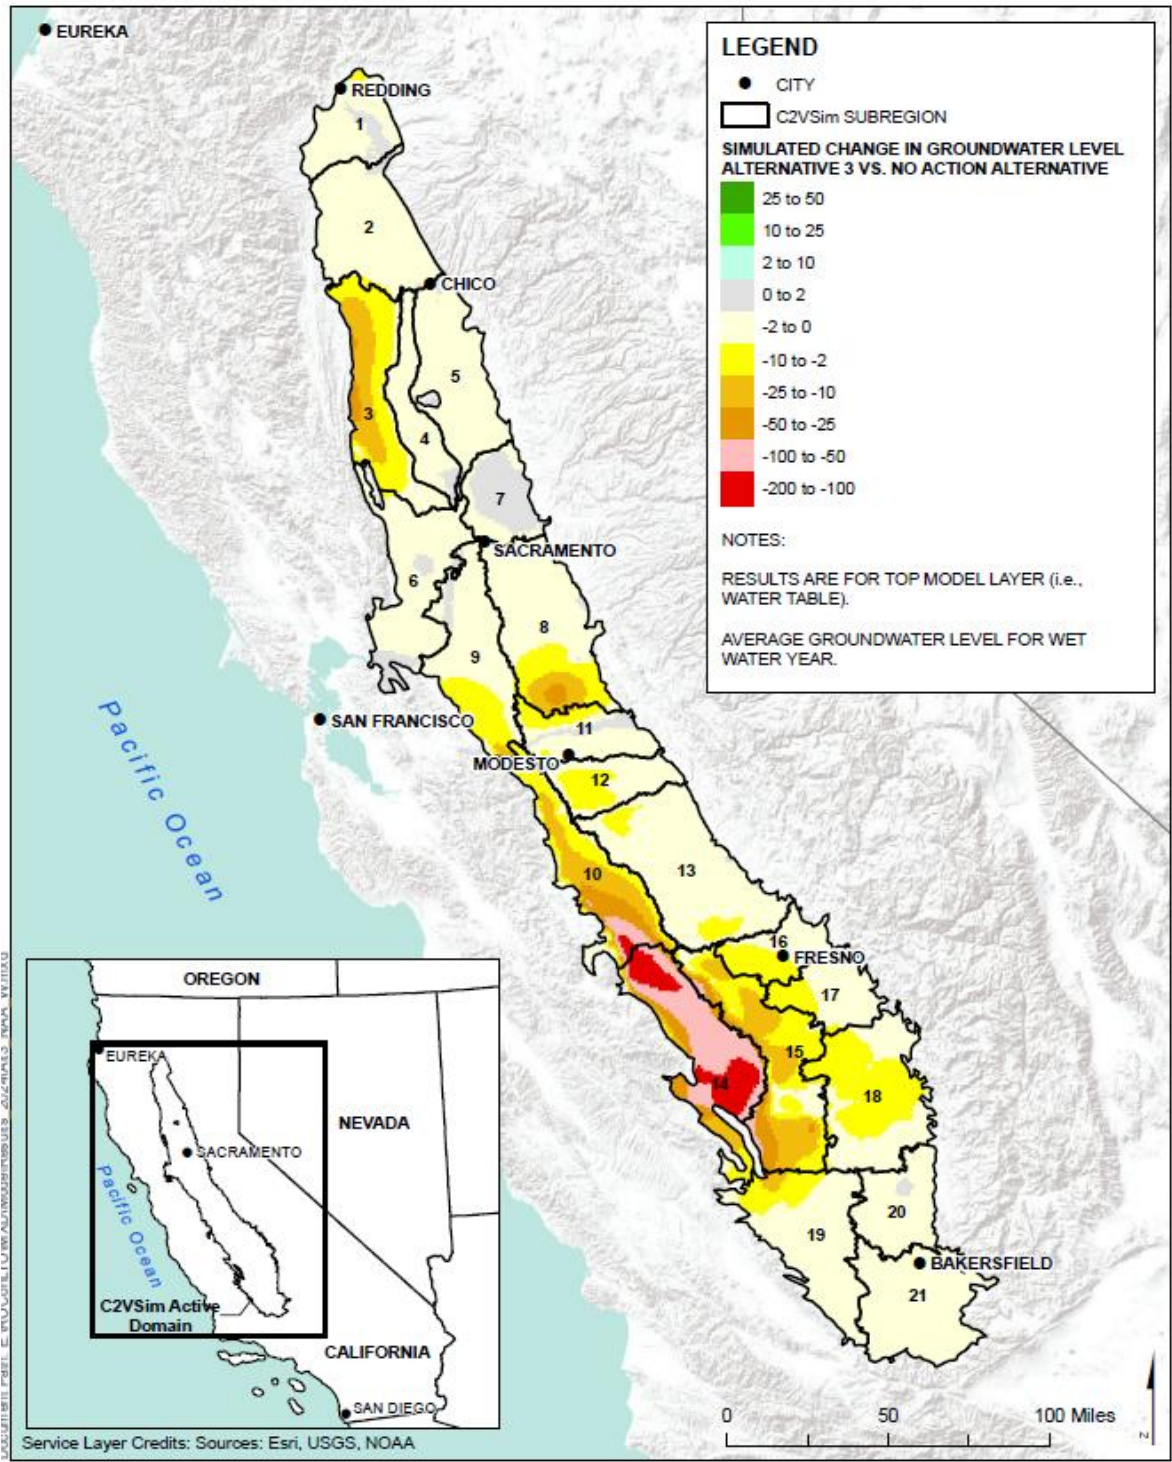 EUREKA
REDDING
1
2
CHICO
3
5
4
7
SACRAMENTO
6
8
9
SAN FRANCISCO
11
MODESTO
12
10
13
16
FRESNO
17
15
14
18
19
20
BAKERSFIELD
21
Pacific Ocean
LEGEND
CITY
C2VSim SUBREGION
SIMULATED CHANGE IN GROUNDWATER LEVEL
ALTERNATIVE 3 VS. NO ACTION ALTERNATIVE
25 to 50
10 to 25
2 to 10
0 to 2
-2 to 0
-10 to -2
-25 to -10
-50 to -25
-100 to -50
-200 to -100
NOTES:
RESULTS ARE FOR TOP MODEL LAYER (i.e.,
WATER TABLE).
AVERAGE GROUNDWATER LEVEL FOR WET
WATER YEAR.
OREGON
EUREKA
NEVADA
SACRAMENTO
Pacific Ocean
C2VSim Active
Domain
CALIFORNIA
SAN DIEGO
0 50 100 Miles
Z
Service Layer Credits: Sources: Esri, USGS, NOAA